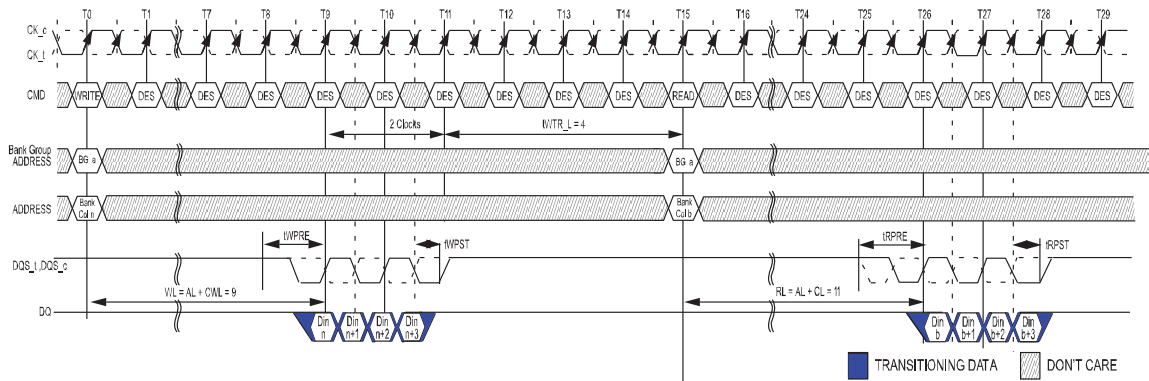 T0 T1 T7 T8 T9 T10 T11 T12 T13 T14 T15 T16 T24 T25 T26 T27 T28 T29
CK_c
CK_t
CMD WRITE DES DES DES DES DES DES DES DES DES READ DES DES DES DES DES DES DES
2 Clocks tWTR_L = 4
Bank Group
ADDRESS BG a BG a
ADDRESS Bank Col n Bank Col b
tWPRE tWPST tRPRE tRPST
DQS_t ,DQS_c
WL = AL + CWL = 9 RL = AL + CL = 11
DQ Din n Din n+1 Din n+2 Din n+3 Din b Din b+1 Din b+2 Din b+3
TRANSITIONING DATA DON'T CARE